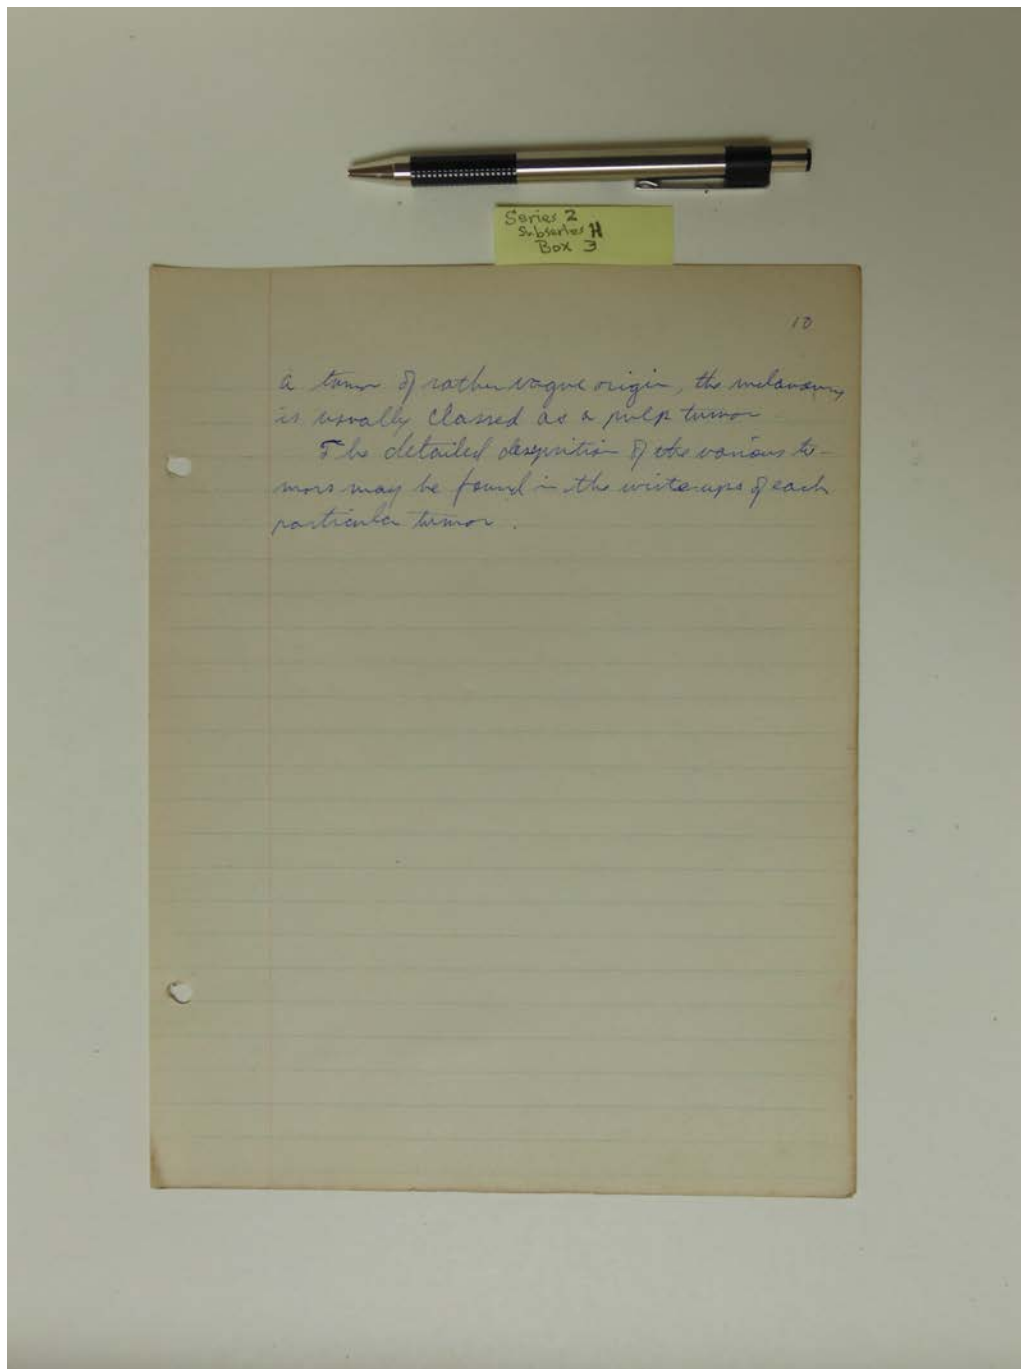 Series 2
Subseries H
Box 3
10
a tumor of rather vague origin, the
is usually classed as a pulp tumor
The detailed description of the various tu-
mors may be found in the write-ups of each
particular tumor.